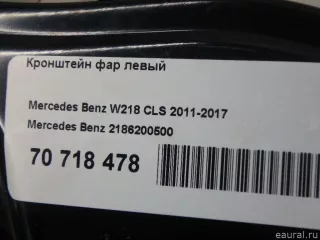 Кронштейн фар левый
Mercedes Benz W218 CLS 2011-2017
Mercedes Benz 2186200500
70 718 478
eaural.ru